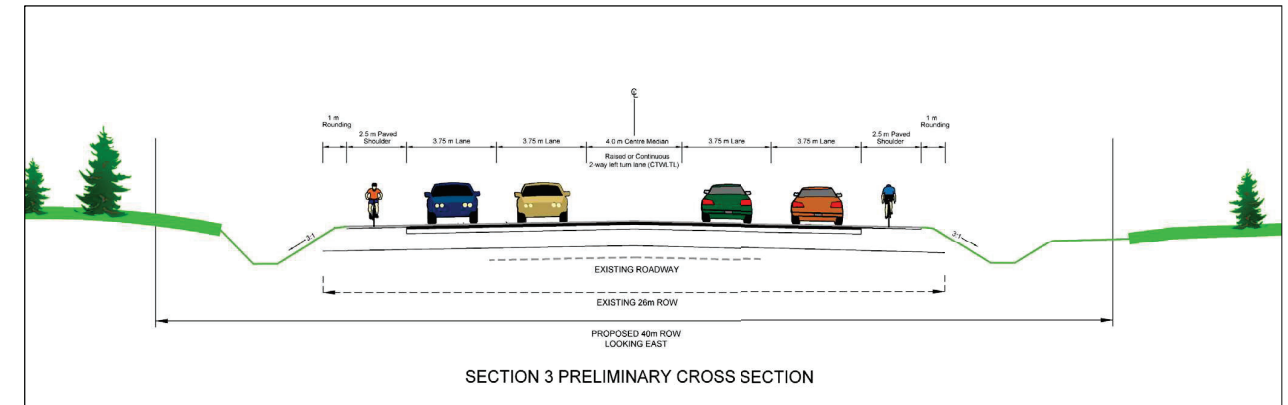 ℄
1 m
Rounding
2.5 m Paved
Shoulder
3.75 m Lane
3.75 m Lane
4.0 m Centre Median
Raised or Continuous
2-way left turn lane (CTWLTL)
3.75 m Lane
3.75 m Lane
2.5 m Paved
Shoulder
1 m
Rounding
3:1
3:1
EXISTING ROADWAY
EXISTING 26m ROW
PROPOSED 40m ROW
LOOKING EAST
SECTION 3 PRELIMINARY CROSS SECTION